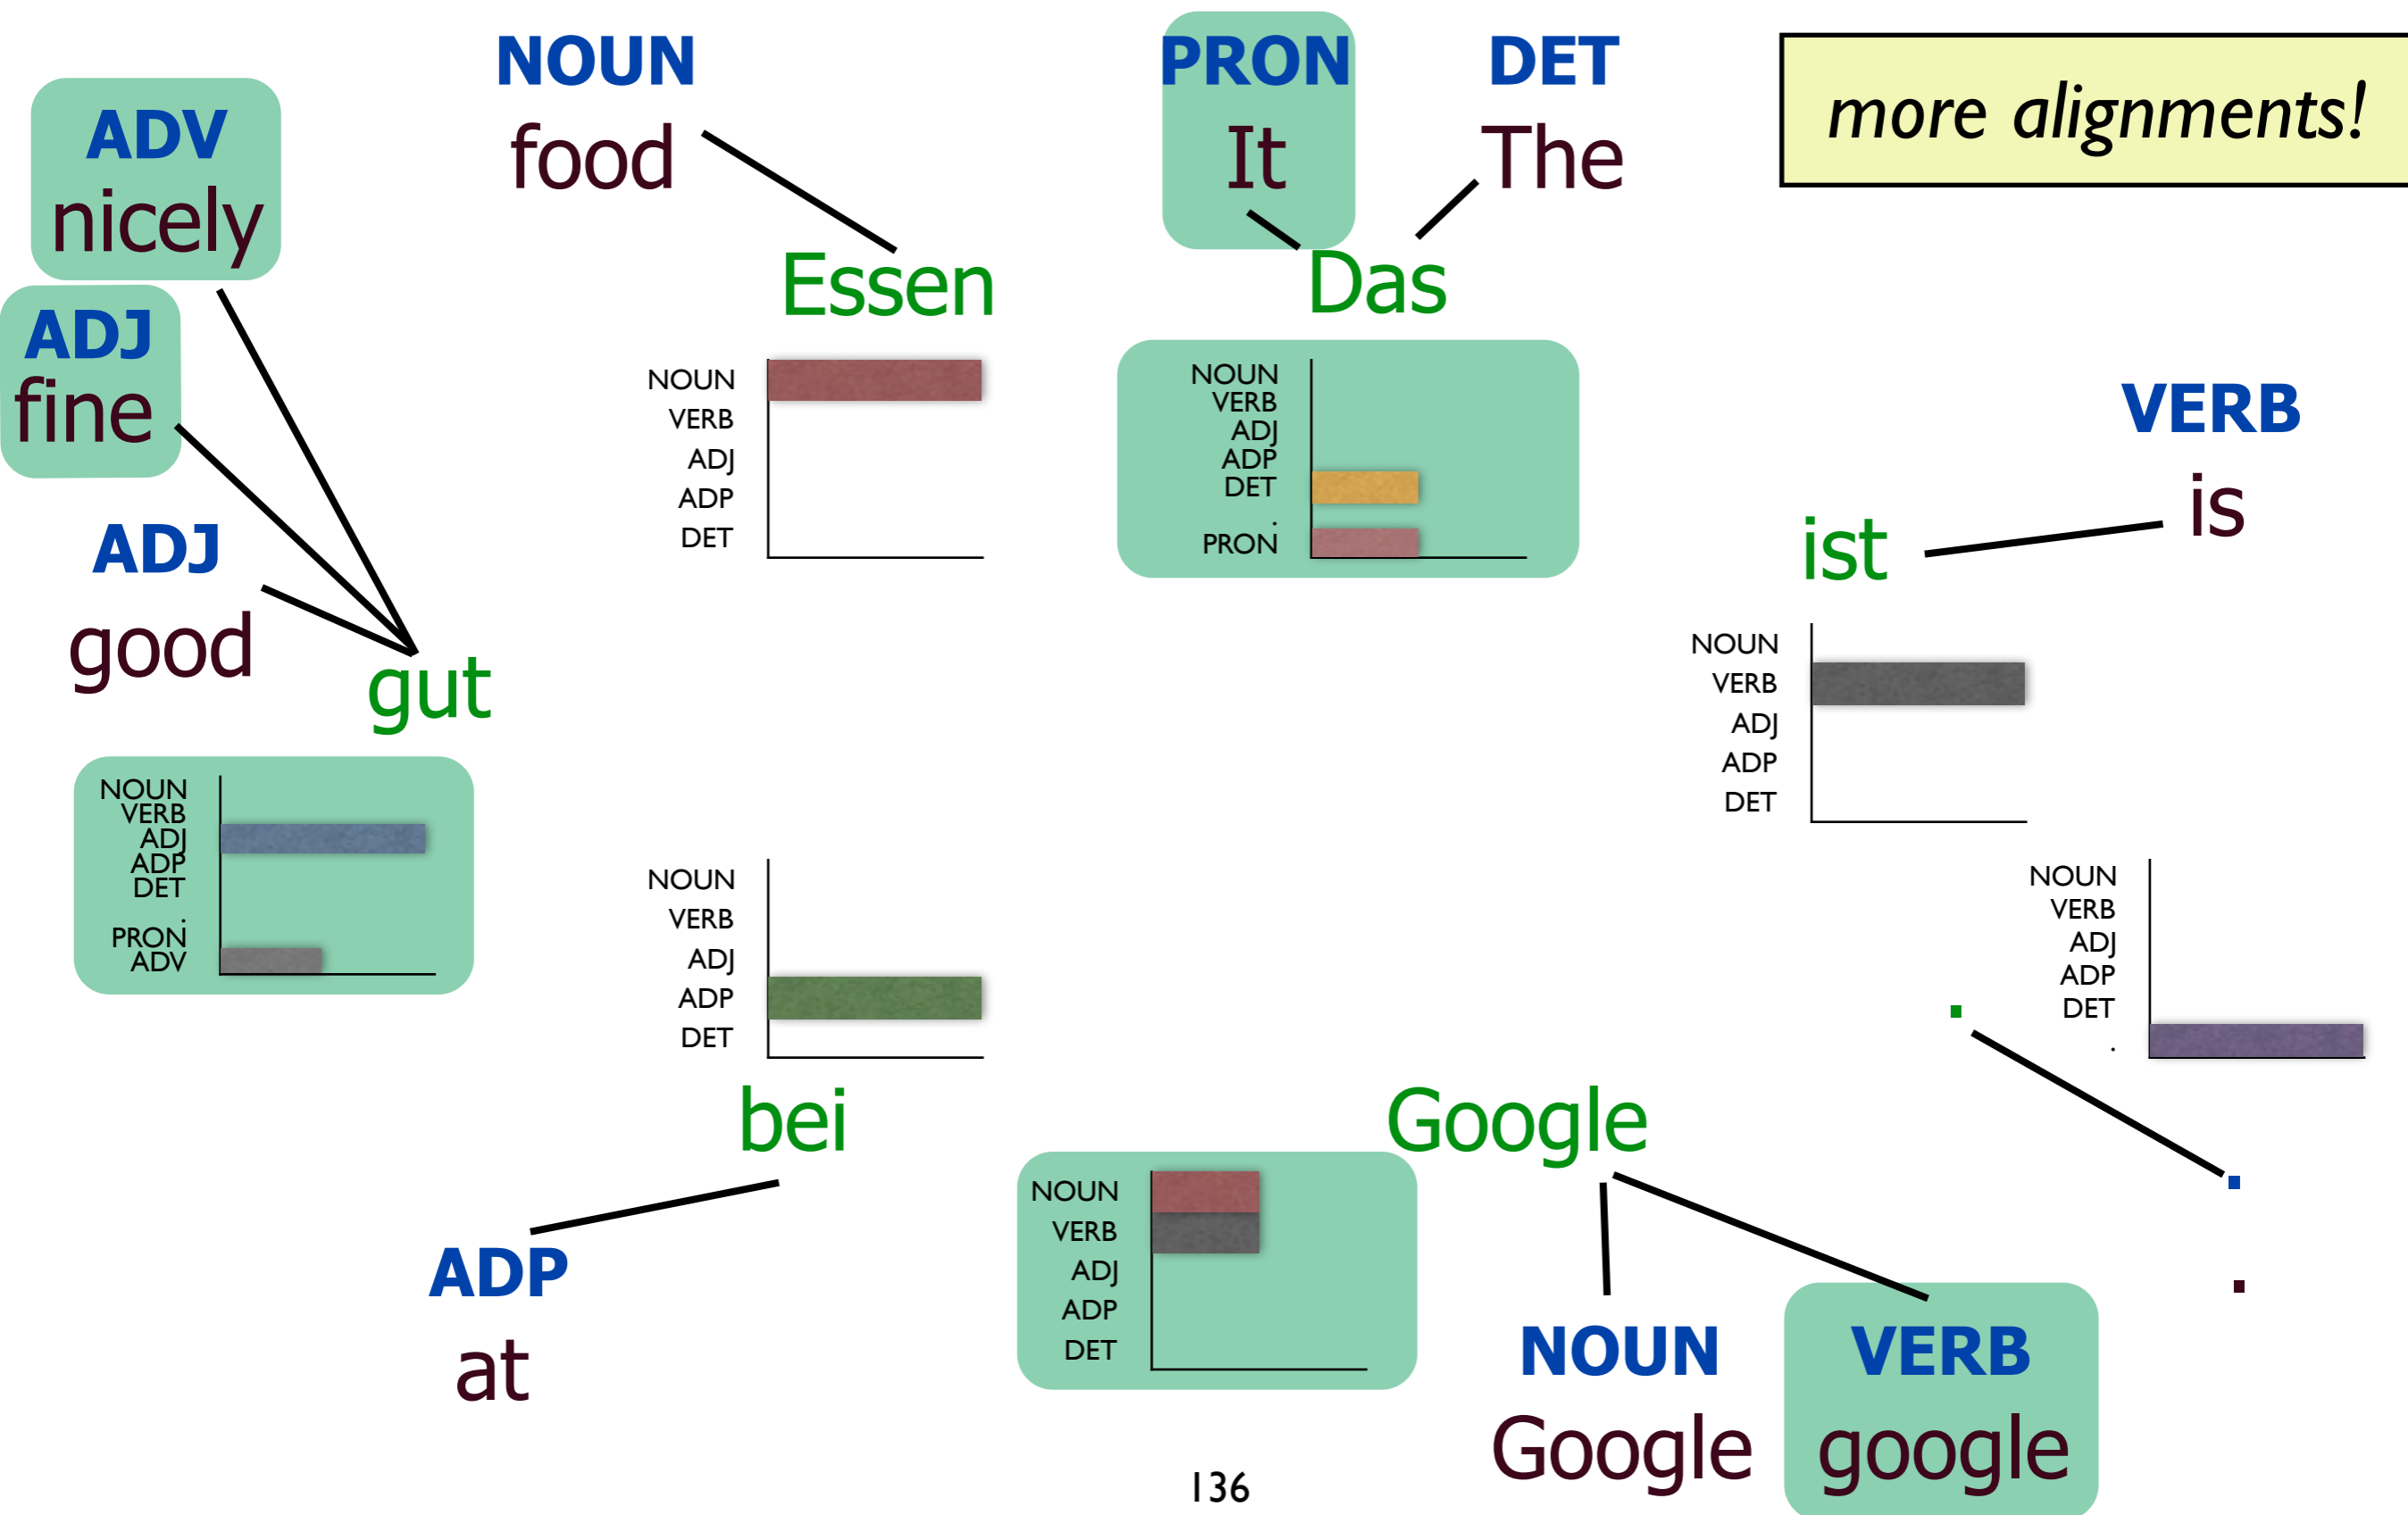 NOUN
food
PRON
It
DET
The
more alignments!
ADV
nicely
ADJ
fine
ADJ
good
gut
Essen
NOUN
VERB
ADJ
ADP
DET
Das
NOUN
VERB
ADJ
ADP
DET
.
PRON
VERB
is
ist
NOUN
VERB
ADJ
ADP
DET
NOUN
VERB
ADJ
ADP
DET
.
PRON
ADV
NOUN
VERB
ADJ
ADP
DET
bei
ADP
at
.
NOUN
VERB
ADJ
ADP
DET
.
.
.
Google
NOUN
VERB
ADJ
ADP
DET
NOUN
Google
VERB
google
136